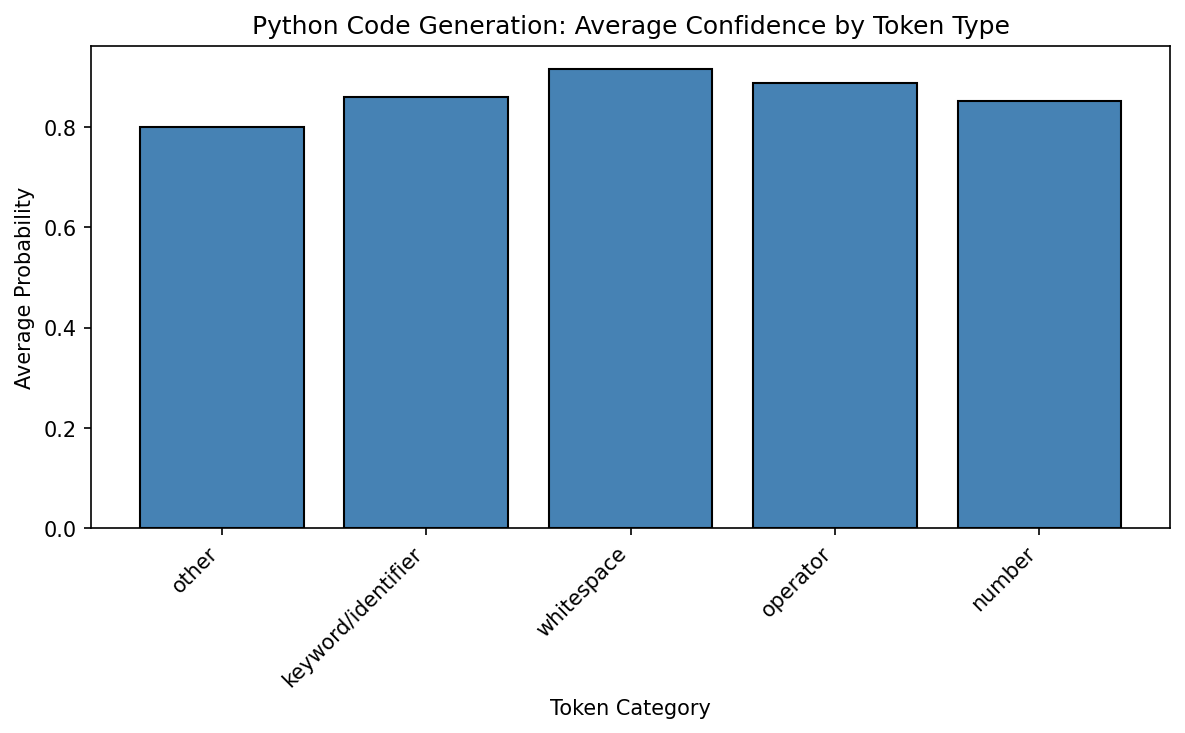 Python Code Generation: Average Confidence by Token Type
Average Probability
0.8
0.6
0.4
0.2
0.0
other
keyword/identifier
whitespace
operator
number
Token Category